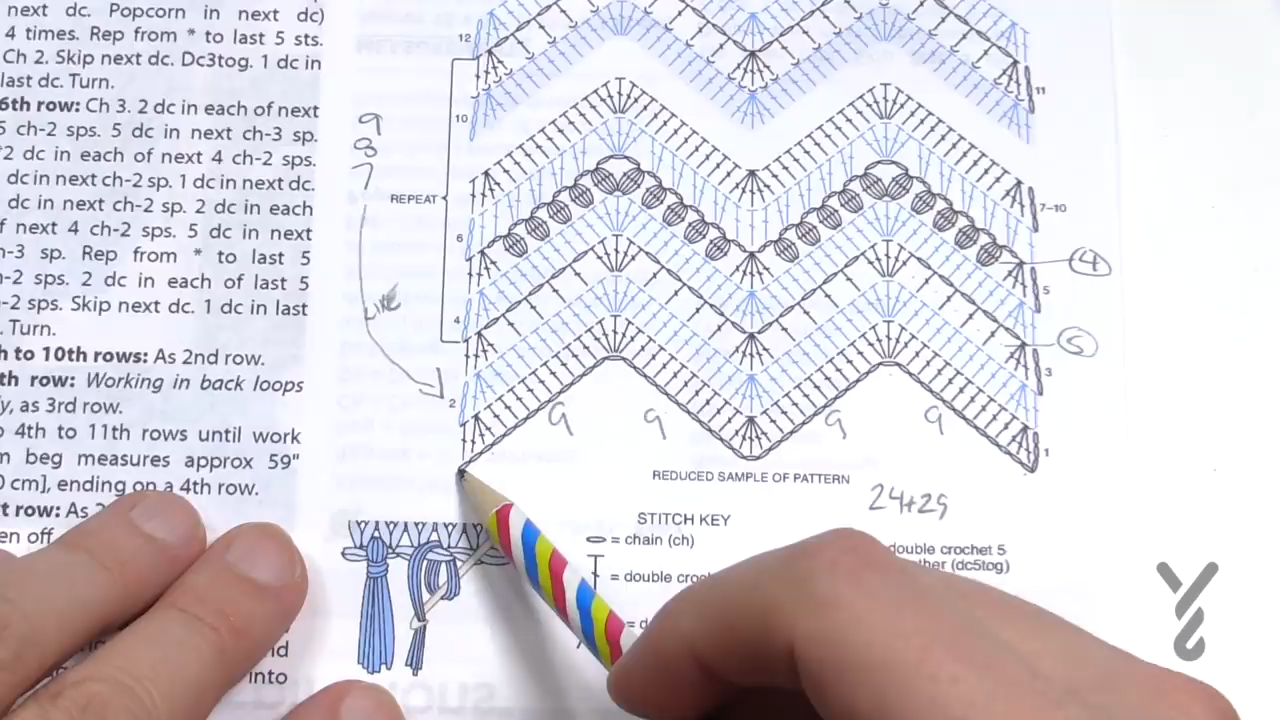 next dc. Popcorn in next dc)
4 times. Rep from * to last 5 sts.
Ch 2. Skip next dc. Dc3tog. 1 dc in
last dc. Turn.
6th row: Ch 3. 2 dc in each of next
5 ch-2 sps. 5 dc in next ch-3 sp.
*2 dc in each of next 4 ch-2 sps.
dc in next ch-2 sp. 1 dc in next dc.
dc in next ch-2 sp. 2 dc in each
f next 4 ch-2 sps. 5 dc in next
h-3 sp. Rep from * to last 5
-2 sps. 2 dc in each of last 5
-2 sps. Skip next dc. 1 dc in last
. Turn.
h to 10th rows: As 2nd row.
th row: Working in back loops
y, as 3rd row.
o 4th to 11th rows until work
m beg measures approx 59"
0 cm], ending on a 4th row.
t row: As 2
en off
nd
into
9
8
7
LIKE
REPEAT
12
10
6
4
2
11
7–10
4
5
5
3
1
9 9 9 9
REDUCED SAMPLE OF PATTERN
24+25
STITCH KEY
= chain (ch)
= double cro
= d
double crochet 5
ther (dc5tog)